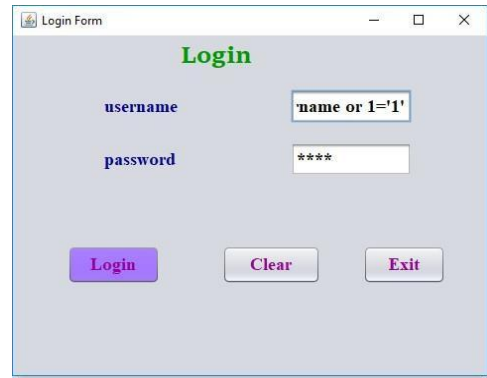 Login Form
Login
username name or 1='1'
password ****
Login Clear Exit